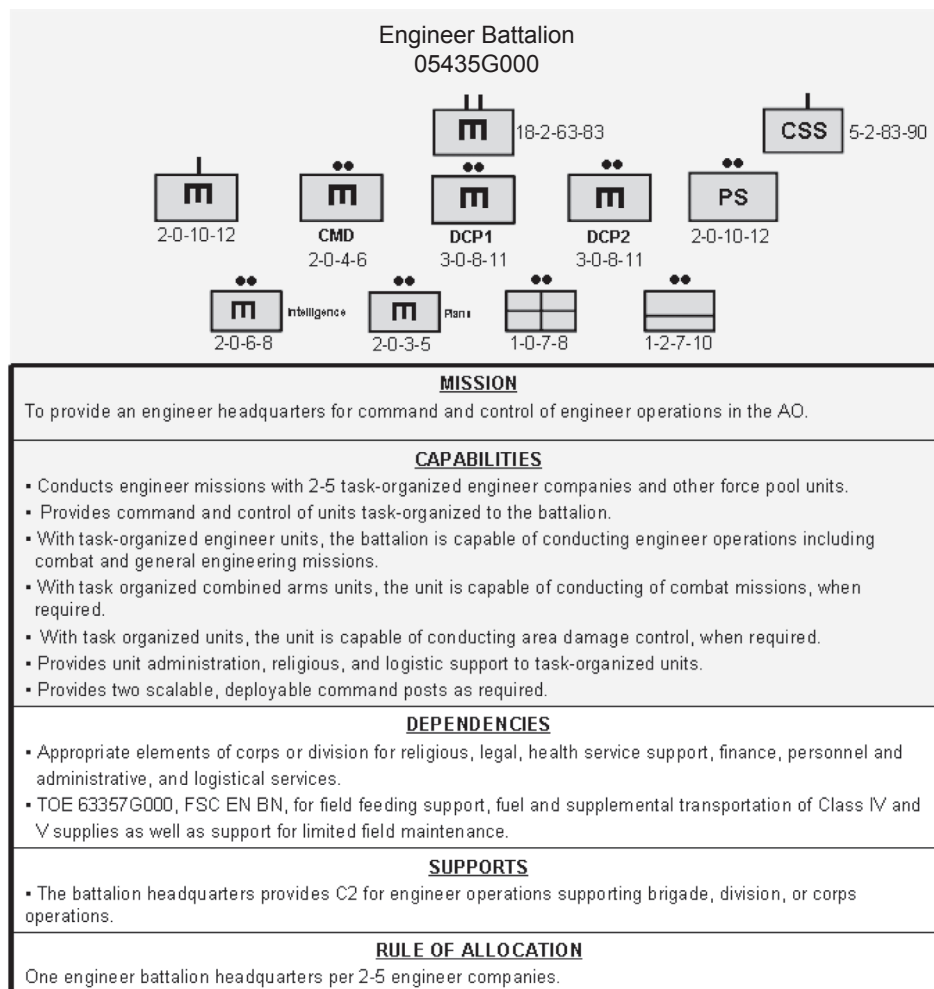 Engineer Battalion
05435G000
18-2-63-83
CSS 5-2-83-90
PS
2-0-10-12 CMD DCP1 DCP2 2-0-10-12
2-0-4-6 3-0-8-11 3-0-8-11
Intelligence Plans
2-0-6-8 2-0-3-5 1-0-7-8 1-2-7-10
MISSION
To provide an engineer headquarters for command and control of engineer operations in the AO.
CAPABILITIES
▪ Conducts engineer missions with 2-5 task-organized engineer companies and other force pool units.
▪ Provides command and control of units task-organized to the battalion.
▪ With task-organized engineer units, the battalion is capable of conducting engineer operations including
combat and general engineering missions.
▪ With task organized combined arms units, the unit is capable of conducting of combat missions, when
required.
▪ With task organized units, the unit is capable of conducting area damage control, when required.
▪ Provides unit administration, religious, and logistic support to task-organized units.
▪ Provides two scalable, deployable command posts as required.
DEPENDENCIES
▪ Appropriate elements of corps or division for religious, legal, health service support, finance, personnel and
administrative, and logistical services.
▪ TOE 63357G000, FSC EN BN, for field feeding support, fuel and supplemental transportation of Class IV and
V supplies as well as support for limited field maintenance.
SUPPORTS
▪ The battalion headquarters provides C2 for engineer operations supporting brigade, division, or corps
operations.
RULE OF ALLOCATION
One engineer battalion headquarters per 2-5 engineer companies.